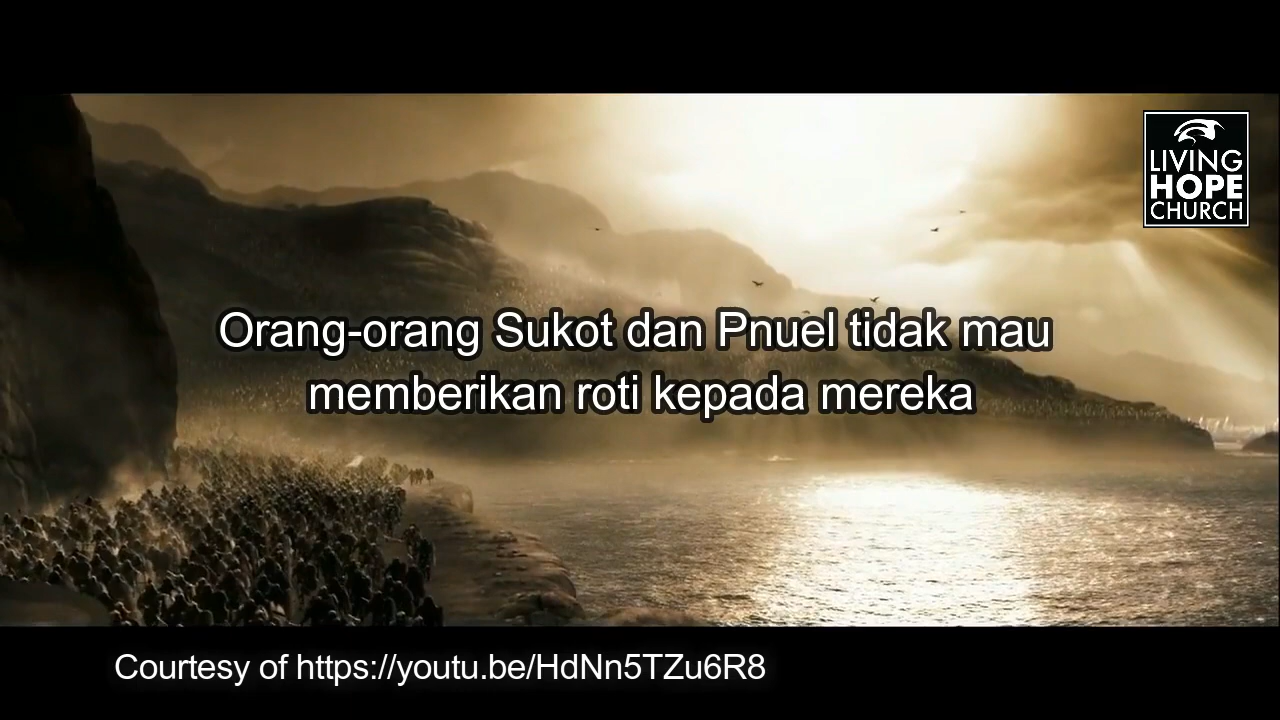 LIVING
HOPE
CHURCH
Orang-orang Sukot dan Pnuel tidak mau
memberikan roti kepada mereka
Courtesy of https://youtu.be/HdNn5TZu6R8